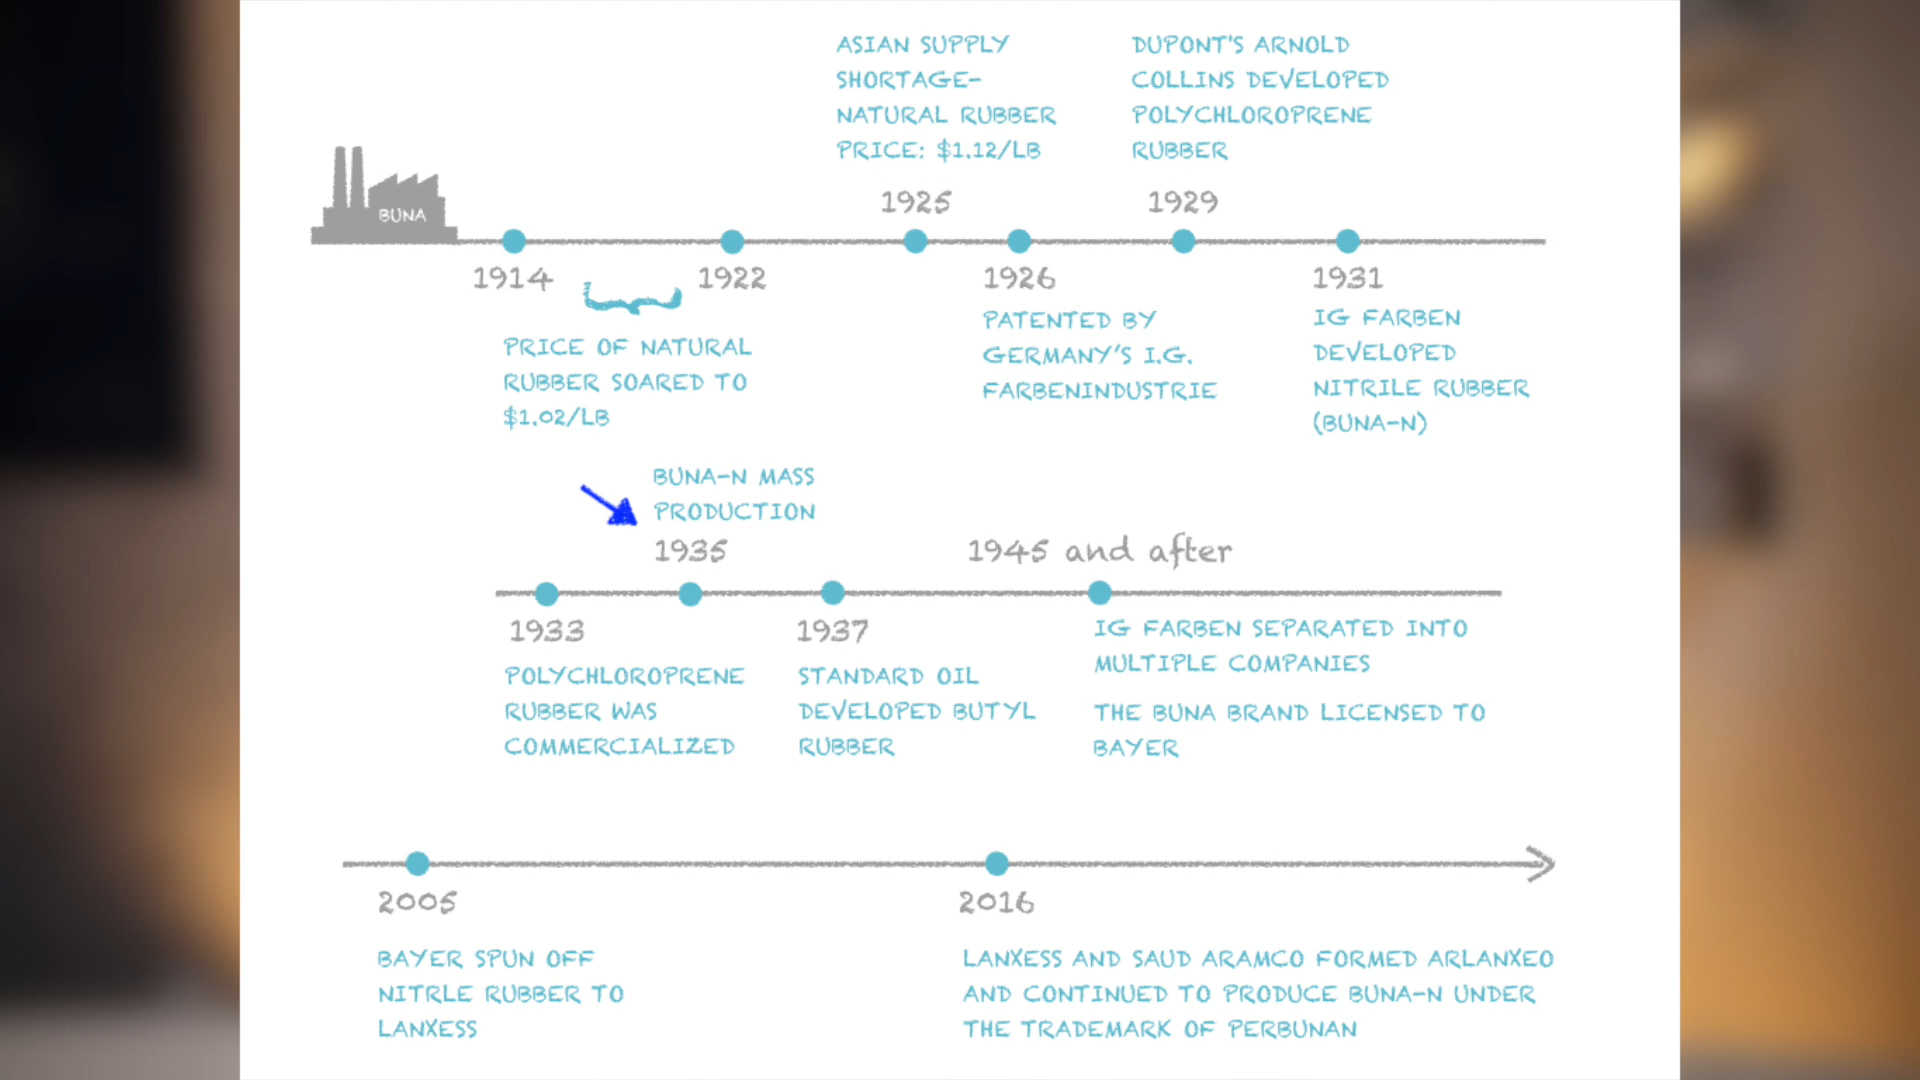 ASIAN SUPPLY
SHORTAGE-
NATURAL RUBBER
PRICE: $1.12/LB
DUPONT'S ARNOLD
COLLINS DEVELOPED
POLYCHLOROPRENE
RUBBER
1925
1929
BUNA
1914
1922
1926
1931
PRICE OF NATURAL
RUBBER SOARED TO
$1.02/LB
PATENTED BY
GERMANY'S I.G.
FARBENINDUSTRIE
IG FARBEN
DEVELOPED
NITRILE RUBBER
(BUNA-N)
BUNA-N MASS
PRODUCTION
1935
1945 and after
1933
1937
POLYCHLOROPRENE
RUBBER WAS
COMMERCIALIZED
STANDARD OIL
DEVELOPED BUTYL
RUBBER
IG FARBEN SEPARATED INTO
MULTIPLE COMPANIES
THE BUNA BRAND LICENSED TO
BAYER
2005
2016
BAYER SPUN OFF
NITRLE RUBBER TO
LANXESS
LANXESS AND SAUD ARAMCO FORMED ARLANXEO
AND CONTINUED TO PRODUCE BUNA-N UNDER
THE TRADEMARK OF PERBUNAN